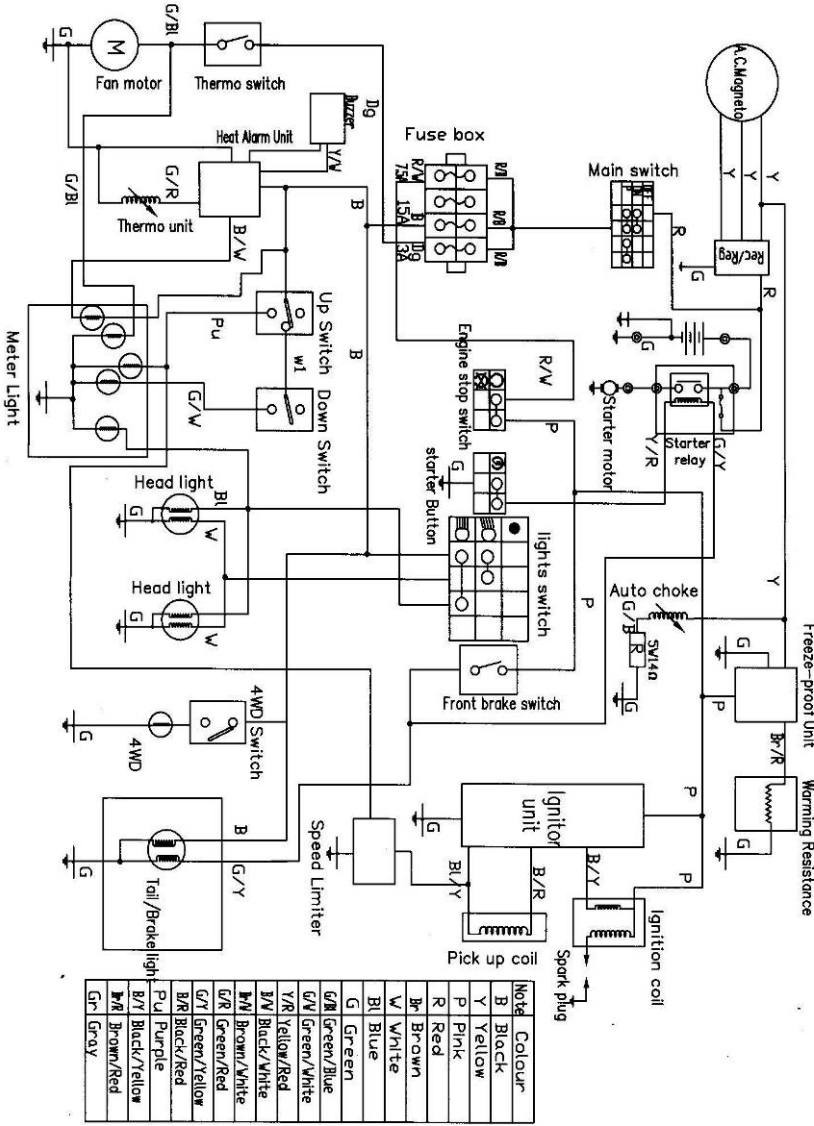 G
G/Bl
M
Fan motor
Thermo switch
Dg
Buzzer
Y/W
Heat Alarm Unit
G/Bl
G/R
Thermo unit
B/W
B
Fuse box
R/W
7.5A
15A
B
Dg
R/B
R/B
Main switch
R
A.C.Magneto
Y
Y
Y
Rec/Reg
G
R
G
Starter motor
Starter relay
Y/R
G/Y
Meter Light
Pu
Up Switch
w1
G/W
Down Switch
B
Engine stop switch
R/W
P
G
starter Button
Head light
Bl
G
W
Head light
G
W
lights switch
P
Auto choke
G/B
R
5W14Ω
G
Y
Freeze-proof Unit
G
P
Br/R
Warming Resistance
G
Front brake switch
4WD Switch
4WD
G
B
G/Y
G
Tail/Brake light
Speed Limiter
Ignitor unit
G
Bl/Y
B/R
B/Y
P
P
Pick up coil
Ignition coil
Spark plug
Note Colour
B Black
Y Yellow
P Pink
R Red
Br Brown
W White
Bl Blue
G Green
G/Bl Green/Blue
G/W Green/White
Y/R Yellow/Red
B/W Black/White
Br/W Brown/White
G/R Green/Red
G/Y Green/Yellow
B/R Black/Red
Pu Purple
B/Y Black/Yellow
Br/R Brown/Red
Gr Gray